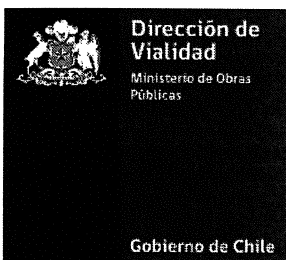 Dirección de
Vialidad
Ministerio de Obras
Públicas
Gobierno de Chile